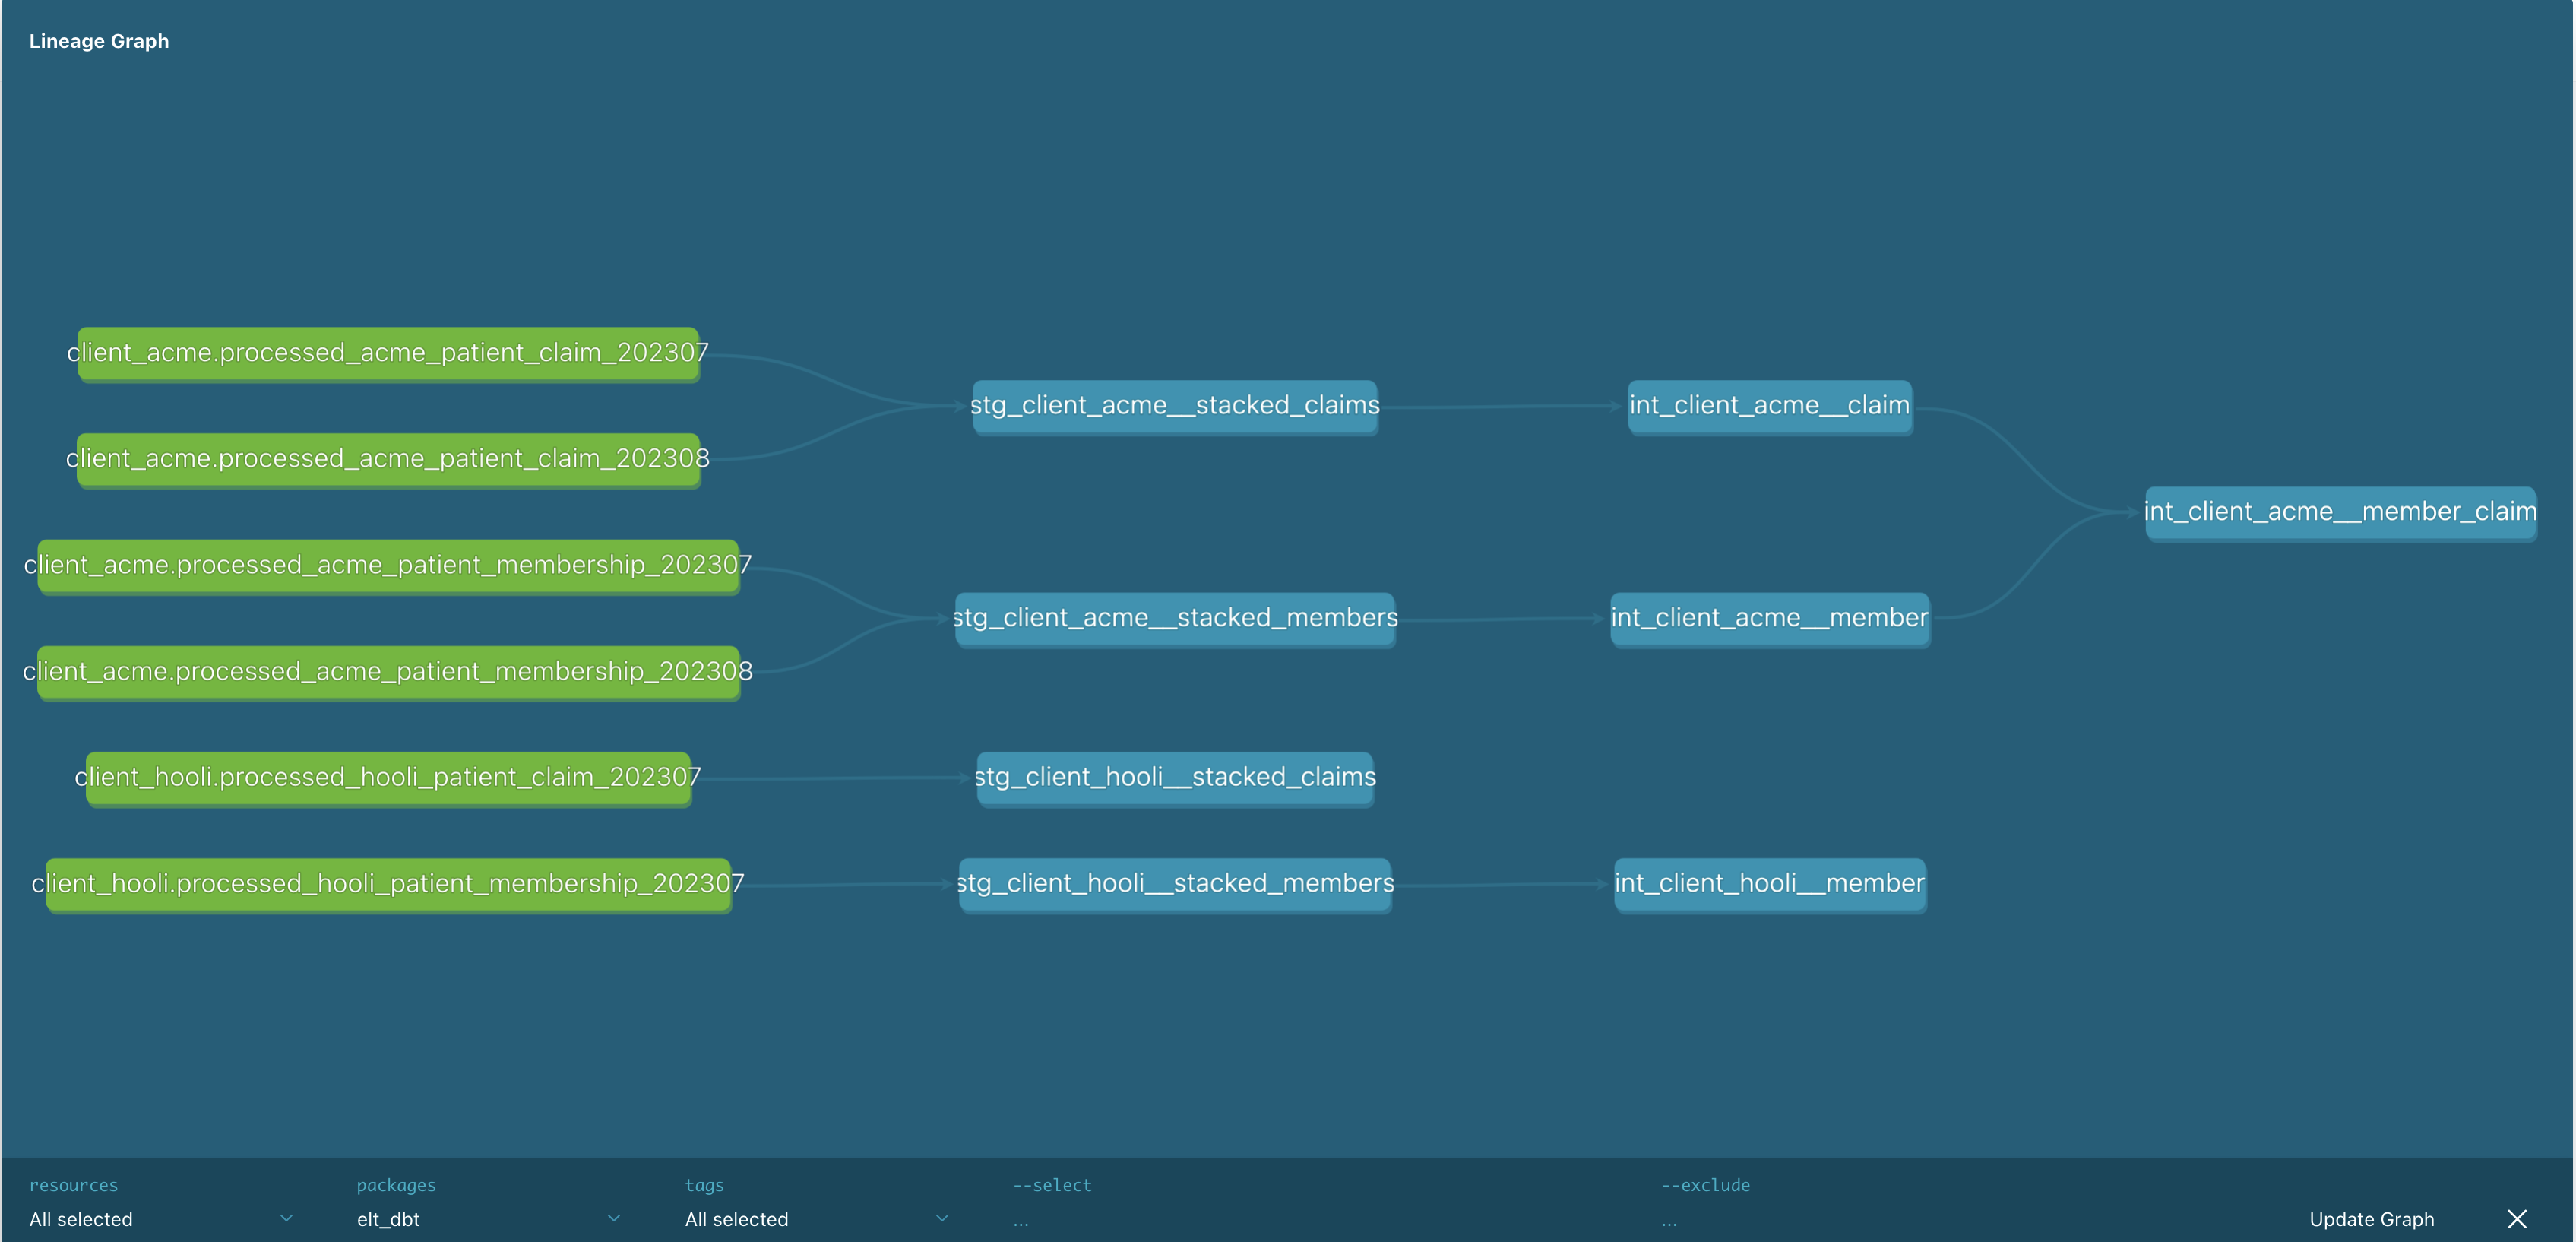 Lineage Graph
client_acme.processed_acme_patient_claim_202307
client_acme.processed_acme_patient_claim_202308
client_acme.processed_acme_patient_membership_202307
client_acme.processed_acme_patient_membership_202308
client_hooli.processed_hooli_patient_claim_202307
client_hooli.processed_hooli_patient_membership_202307
stg_client_acme__stacked_claims
stg_client_acme__stacked_members
stg_client_hooli__stacked_claims
stg_client_hooli__stacked_members
int_client_acme__claim
int_client_acme__member
int_client_hooli__member
int_client_acme__member_claim
resources
All selected
packages
elt_dbt
tags
All selected
--select
...
--exclude
...
Update Graph